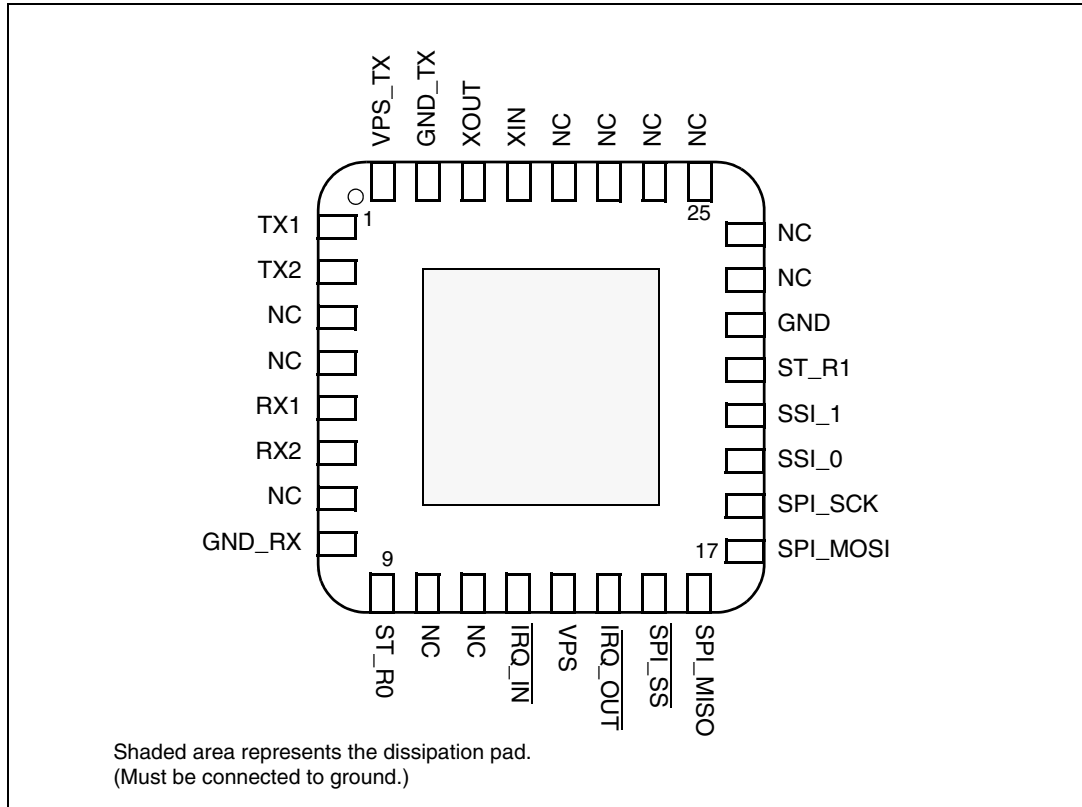 VPS_TX
GND_TX
XOUT
XIN
NC
NC
NC
NC
1
25
TX1
TX2
NC
NC
RX1
RX2
NC
GND_RX
NC
NC
GND
ST_R1
SSI_1
SSI_0
SPI_SCK
SPI_MOSI
9
17
ST_R0
NC
NC
IRQ_IN
VPS
IRQ_OUT
SPI_SS
SPI_MISO
Shaded area represents the dissipation pad.
(Must be connected to ground.)